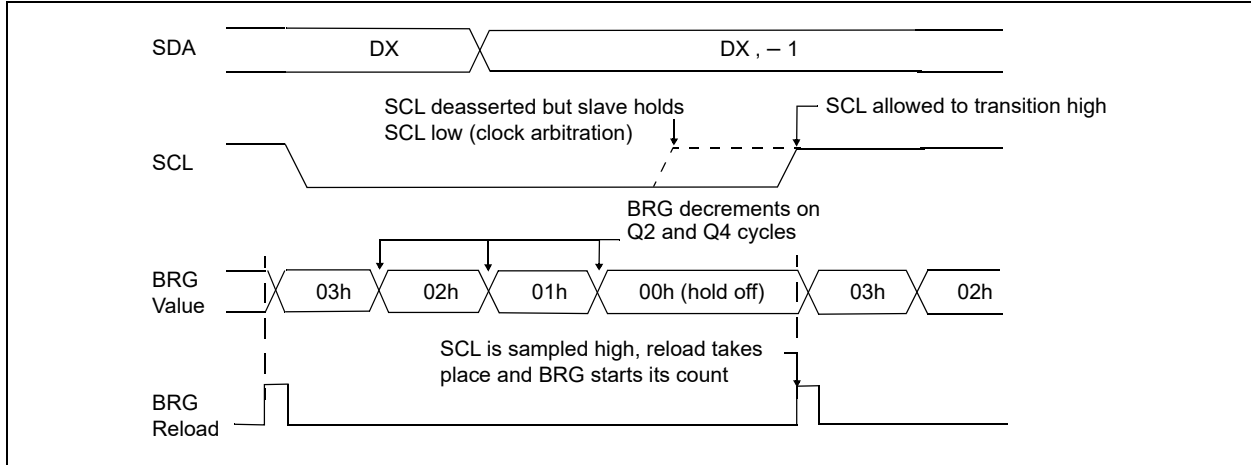 SDA
DX
DX , – 1
SCL deasserted but slave holds
SCL low (clock arbitration)
SCL allowed to transition high
SCL
BRG decrements on
Q2 and Q4 cycles
BRG
Value
03h
02h
01h
00h (hold off)
03h
02h
SCL is sampled high, reload takes
place and BRG starts its count
BRG
Reload